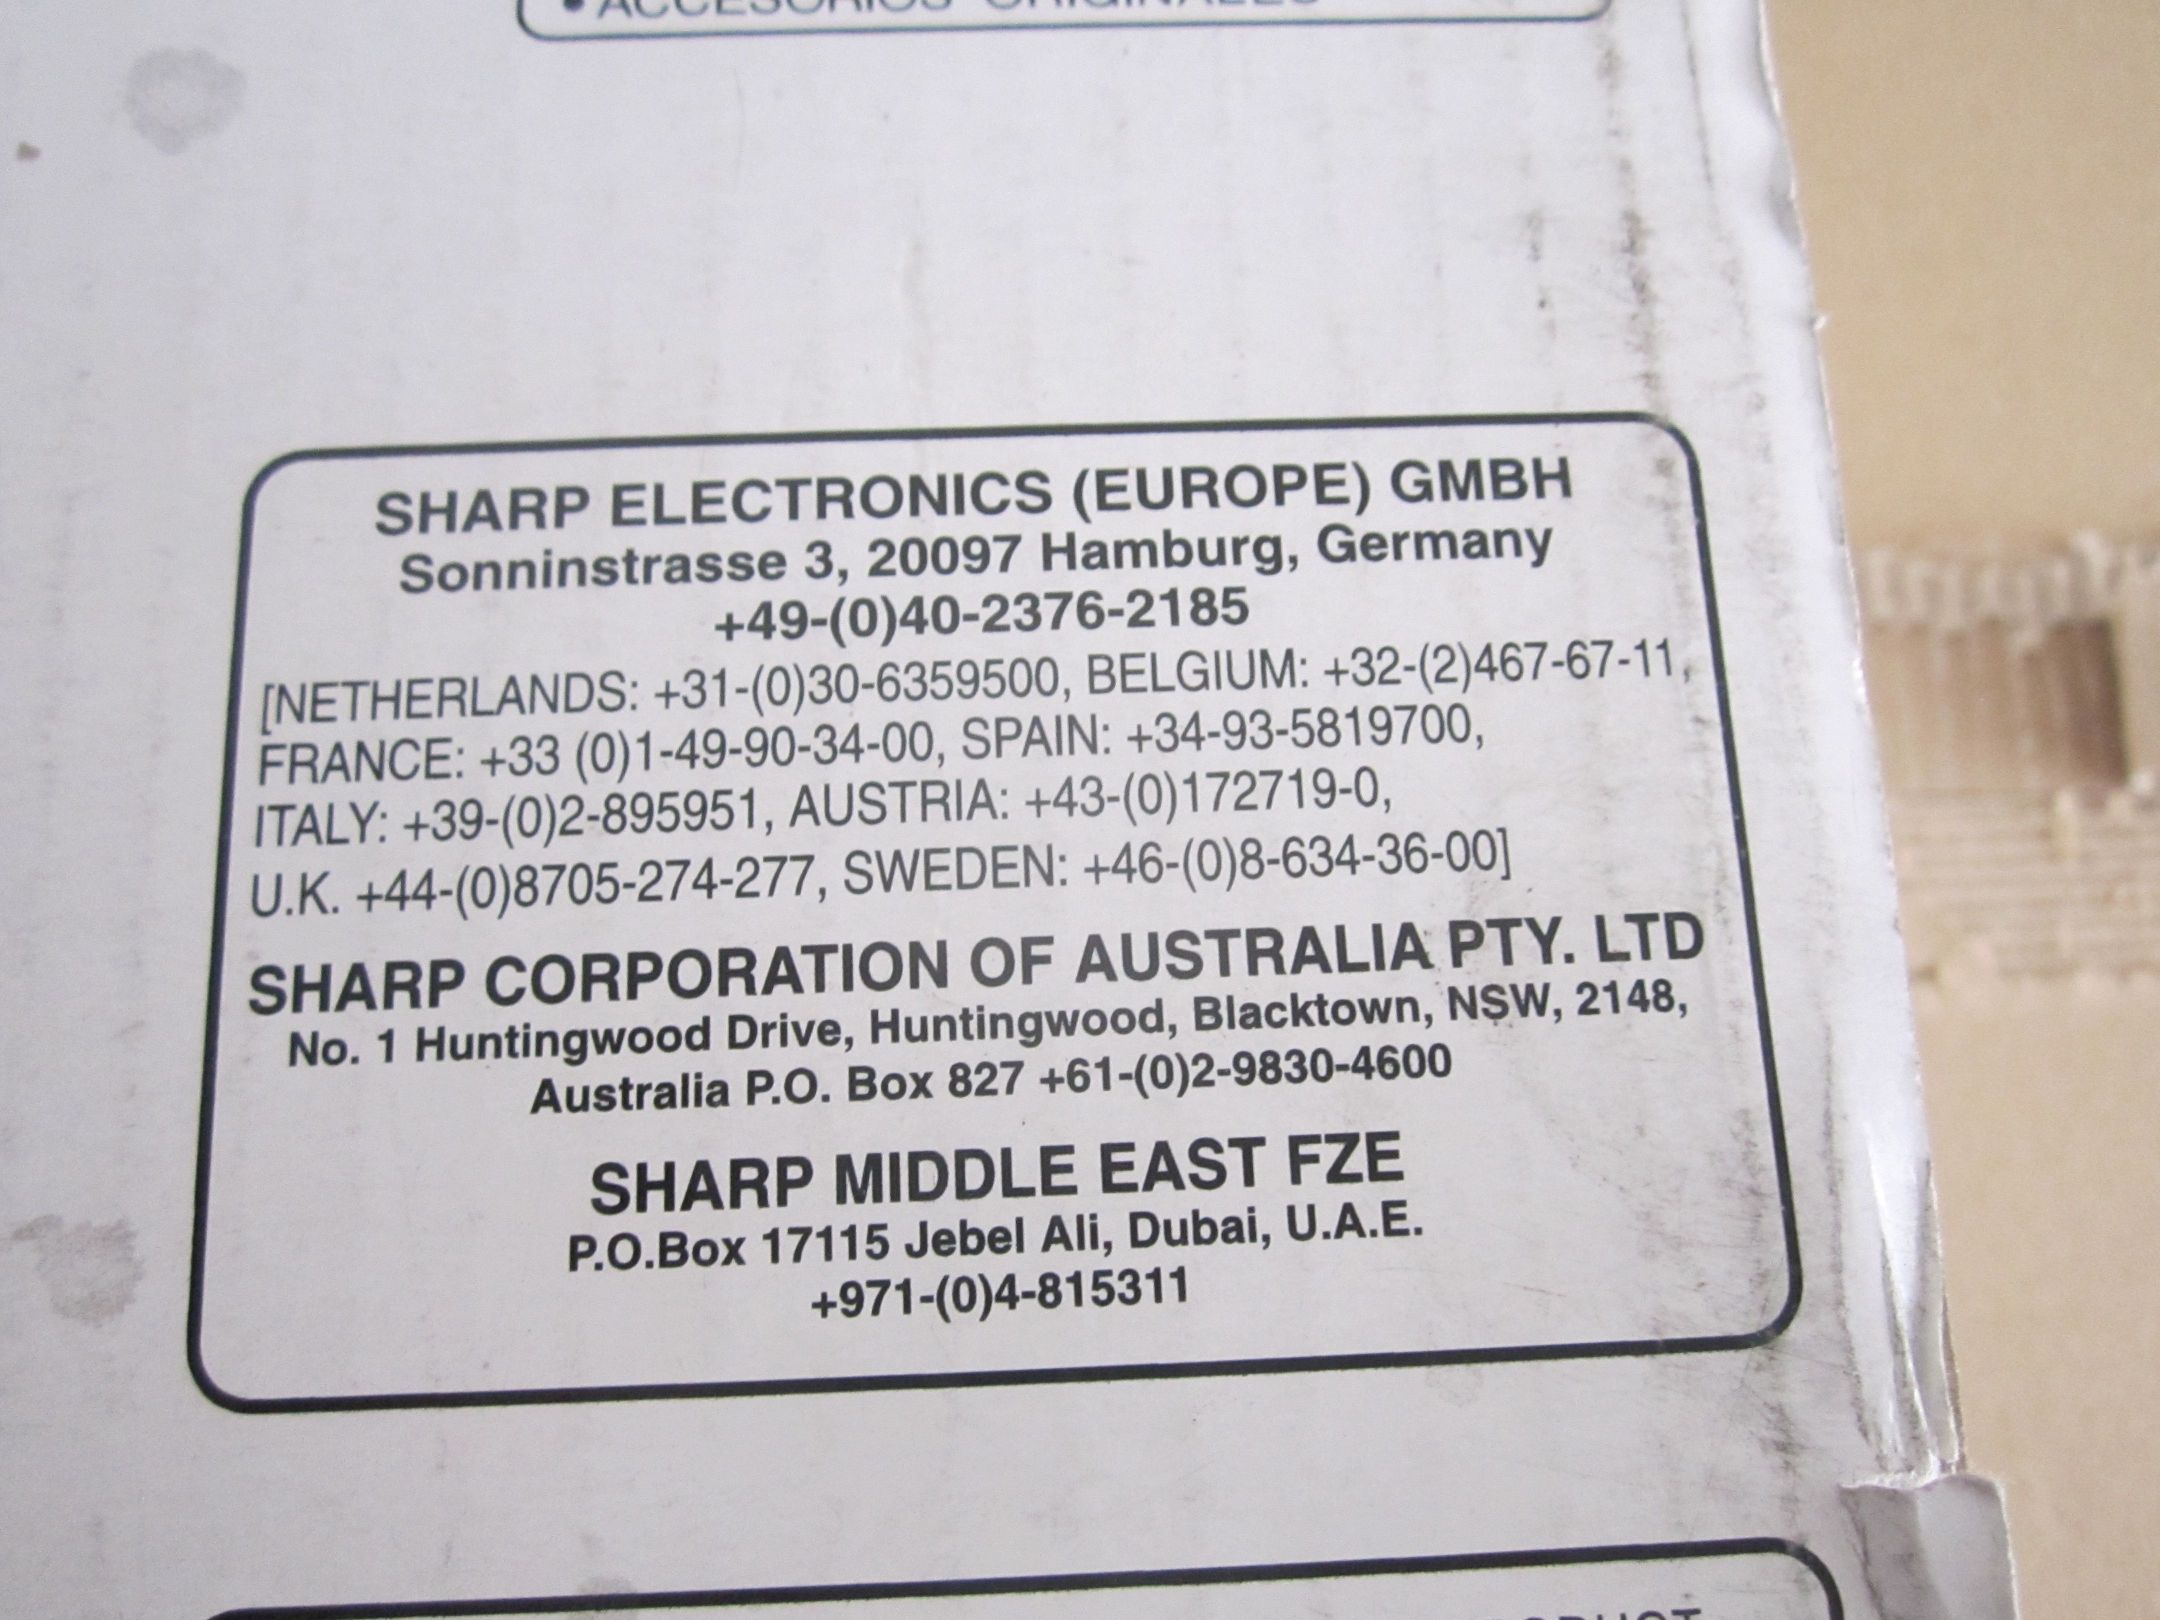 • ACCESORIOS ORIGINALES
SHARP ELECTRONICS (EUROPE) GMBH
Sonninstrasse 3, 20097 Hamburg, Germany
+49-(0)40-2376-2185
[NETHERLANDS: +31-(0)30-6359500, BELGIUM: +32-(2)467-67-11,
FRANCE: +33 (0)1-49-90-34-00, SPAIN: +34-93-5819700,
ITALY: +39-(0)2-895951, AUSTRIA: +43-(0)172719-0,
U.K. +44-(0)8705-274-277, SWEDEN: +46-(0)8-634-36-00]
SHARP CORPORATION OF AUSTRALIA PTY. LTD
No. 1 Huntingwood Drive, Huntingwood, Blacktown, NSW, 2148,
Australia P.O. Box 827 +61-(0)2-9830-4600
SHARP MIDDLE EAST FZE
P.O.Box 17115 Jebel Ali, Dubai, U.A.E.
+971-(0)4-815311